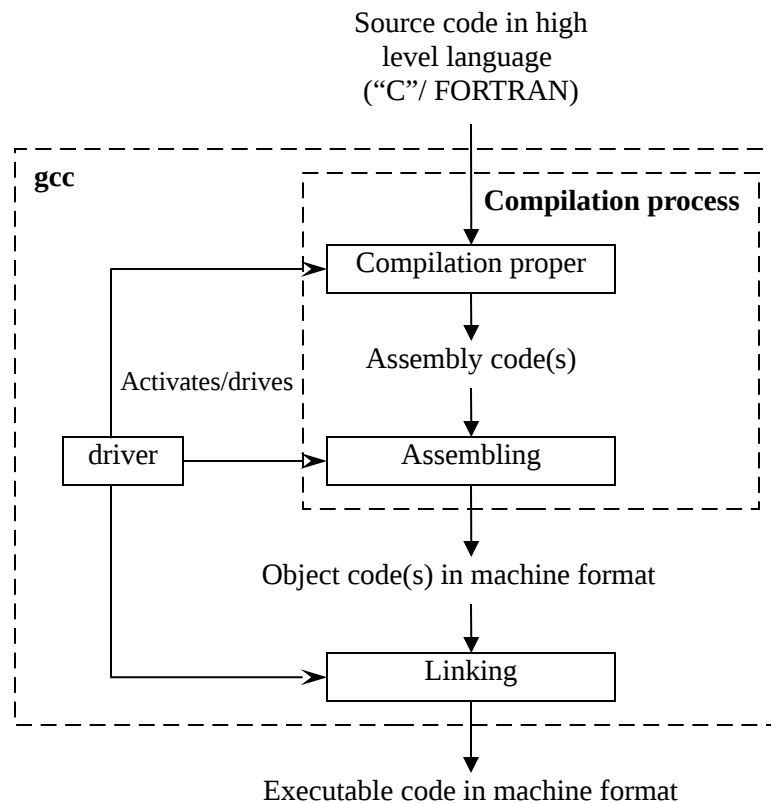 Source code in high
level language
(“C”/ FORTRAN)
gcc
Compilation process
Compilation proper
Assembly code(s)
Activates/drives
driver
Assembling
Object code(s) in machine format
Linking
Executable code in machine format